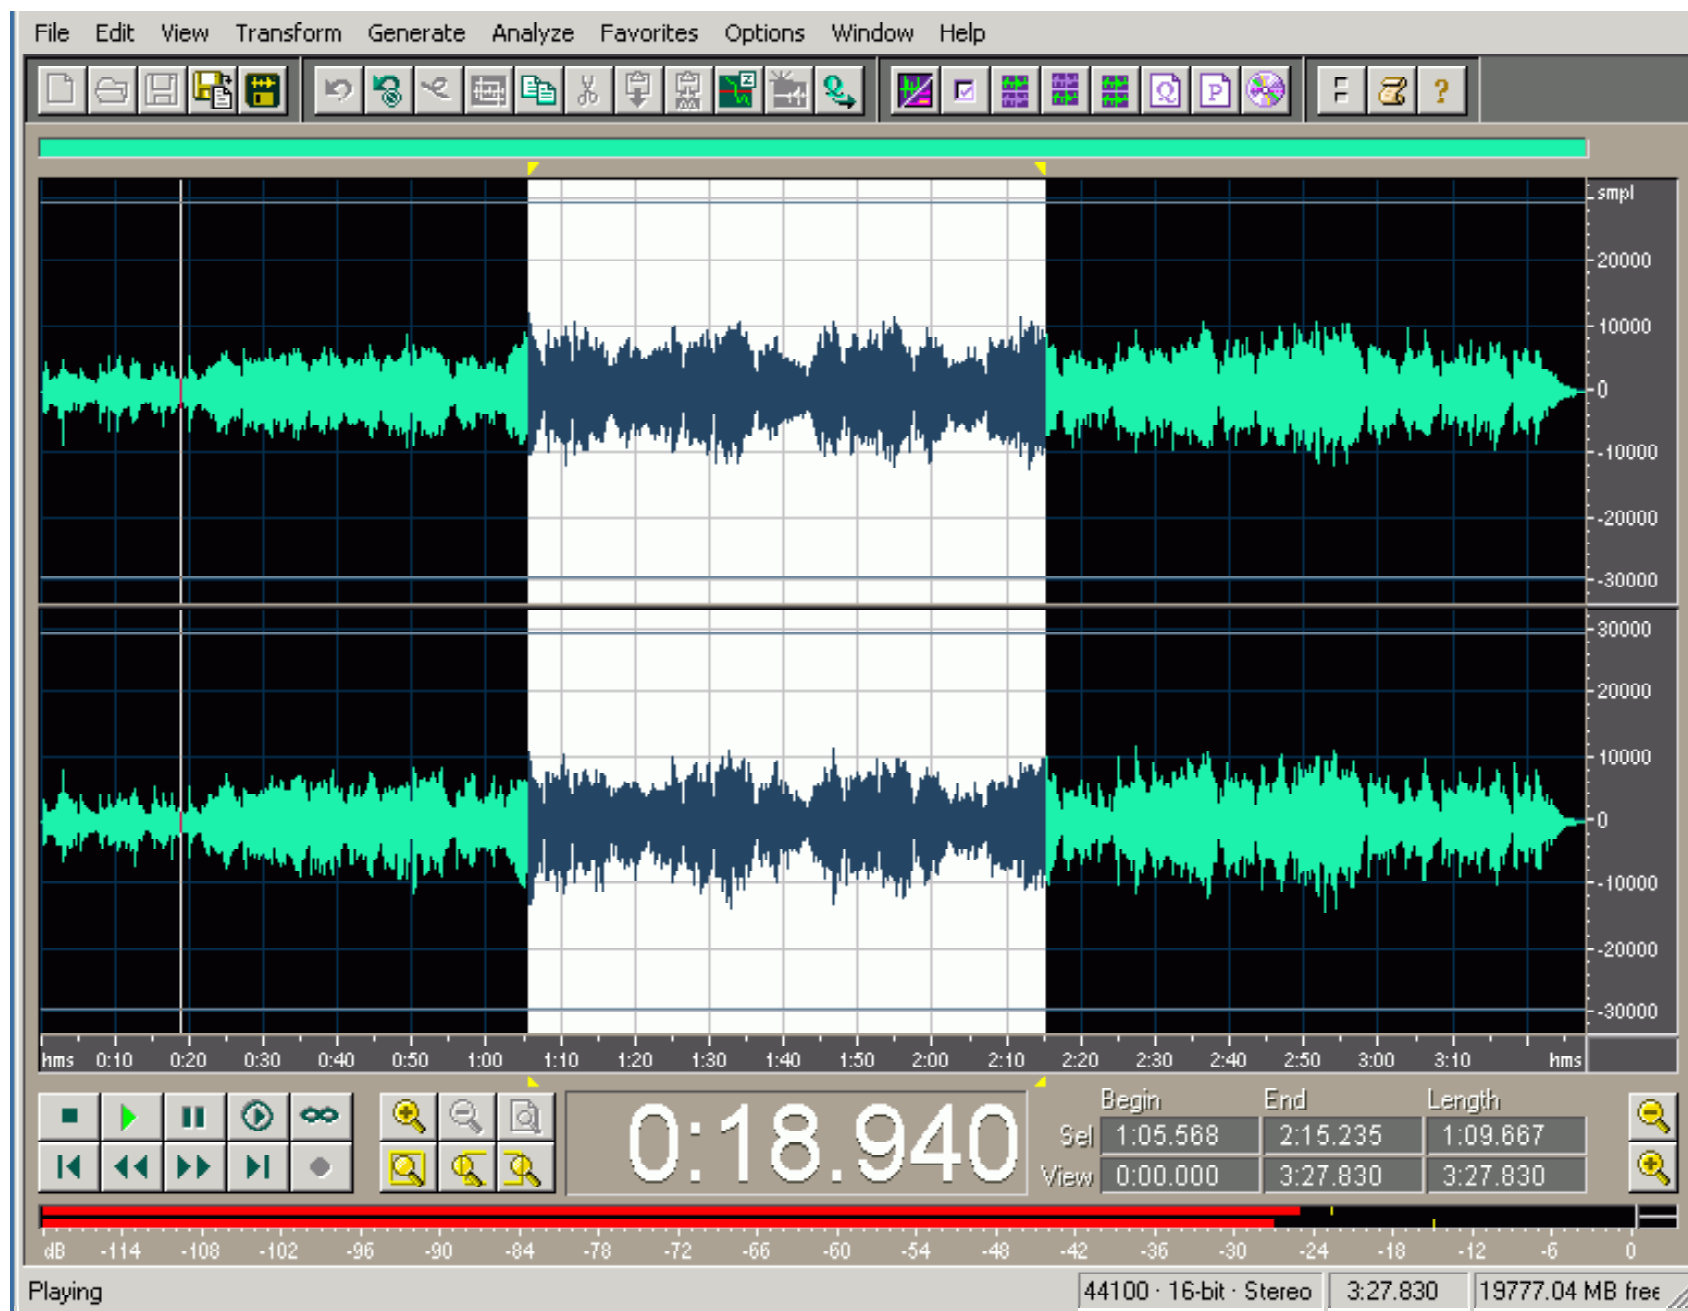 File Edit View Transform Generate Analyze Favorites Options Window Help
Z Q Q P F F ?
smpl
20000
10000
0
-10000
-20000
-30000
30000
20000
10000
0
-10000
-20000
-30000
hms 0:10 0:20 0:30 0:40 0:50 1:00 1:10 1:20 1:30 1:40 1:50 2:00 2:10 2:20 2:30 2:40 2:50 3:00 3:10 hms
0:18.940
Begin End Length
Sel 1:05.568 2:15.235 1:09.667
View 0:00.000 3:27.830 3:27.830
dB -114 -108 -102 -96 -90 -84 -78 -72 -66 -60 -54 -48 -42 -36 -30 -24 -18 -12 -6 0
Playing 44100 · 16-bit · Stereo 3:27.830 19777.04 MB free